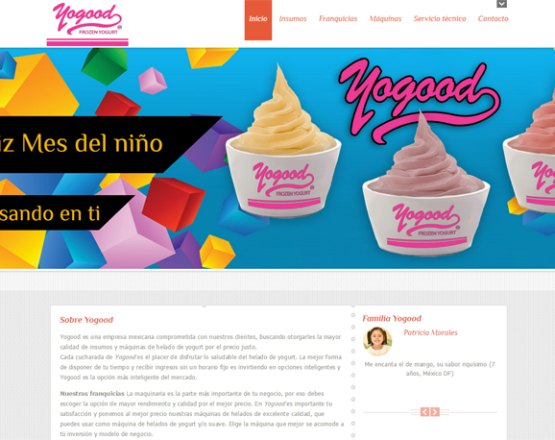 Yogood
FROZEN YOGURT
Inicio Insumos Franquicias Máquinas Servicio técnico Contacto
iz Mes del niño
sando en ti
Yogood
Yogood
FROZEN YOGURT
Yogood
FROZEN YOGURT
Yogood
FROZEN
Sobre Yogood
Yogood es una empresa mexicana comprometida con nuestros clientes, buscando otorgarles la mayor
calidad de insumos y máquinas de helado de yogurt por el precio justo.
Cada cucharada de Yogood es el placer de disfrutar lo saludable del helado de yogurt. La mejor forma
de disponer de tu tiempo y recibir ingresos sin un horario fijo es invirtiendo en opciones inteligentes y
Yogood es la opción más inteligente del mercado.
Nuestras franquicias La maquinaria es la parte más importante de tu negocio, por eso debes
escoger la opción de mayor rendimiento y calidad por el mejor precio. En Yogood es importante tu
satisfacción y ponemos al mejor precio nuestras máquinas de helados de excelente calidad, que
puedes usar como máquina de helados de yogurt y/o suave. Elige la máquina que mejor se acomode a
tú inversión y modelo de negocio.
Familia Yogood
Patricia Morales
Me encanta el de mango, su sabor riquísimo (7
años, México DF)